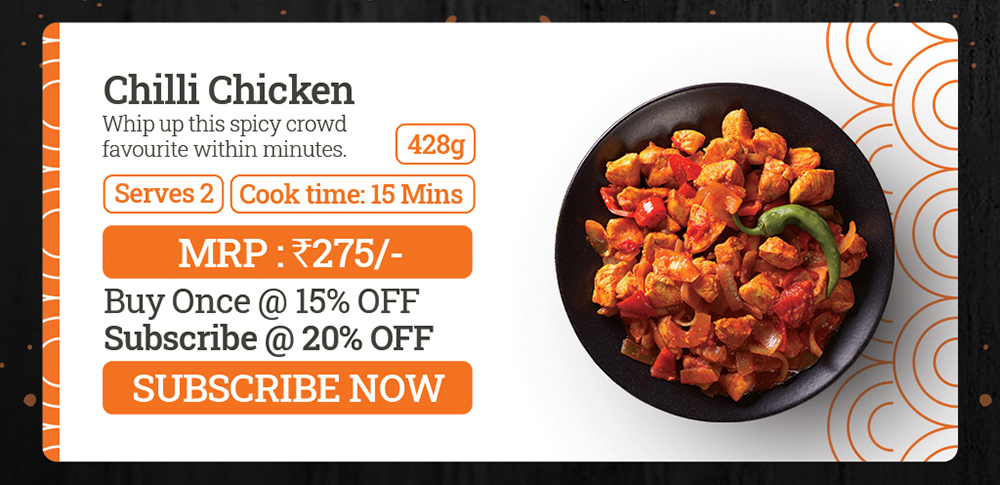 Chilli Chicken
Whip up this spicy crowd
favourite within minutes.
428g
Serves 2
Cook time: 15 Mins
MRP : ₹275/-
Buy Once @ 15% OFF
Subscribe @ 20% OFF
SUBSCRIBE NOW